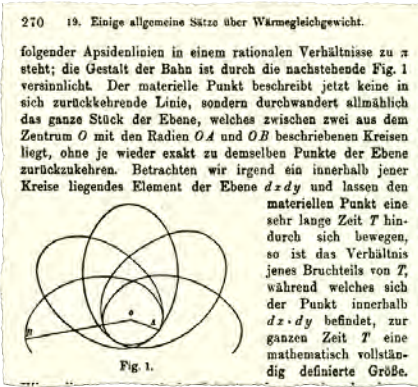 270 19. Einige allgemeine Sätze über Wärmegleichgewicht.
folgender Apsidenlinien in einem rationalen Verhältnisse zu π
steht; die Gestalt der Bahn ist durch die nachstehende Fig. 1
versinnlicht. Der materielle Punkt beschreibt jetzt keine in
sich zurückkehrende Linie, sondern durchwandert allmählich
das ganze Stück der Ebene, welches zwischen zwei aus dem
Zentrum O mit den Radien OA und OB beschriebenen Kreisen
liegt, ohne je wieder exakt zu demselben Punkte der Ebene
zurückzukehren. Betrachten wir irgend ein innerhalb jener
Kreise liegendes Element der Ebene dxdy und lassen den
materiellen Punkt eine
sehr lange Zeit T hin-
durch sich bewegen,
so ist das Verhältnis
jenes Bruchteils von T,
während welches sich
der Punkt innerhalb
dx·dy befindet, zur
ganzen Zeit T eine
mathematisch vollstän-
dig definierte Größe.
O
A
B
Fig. 1.